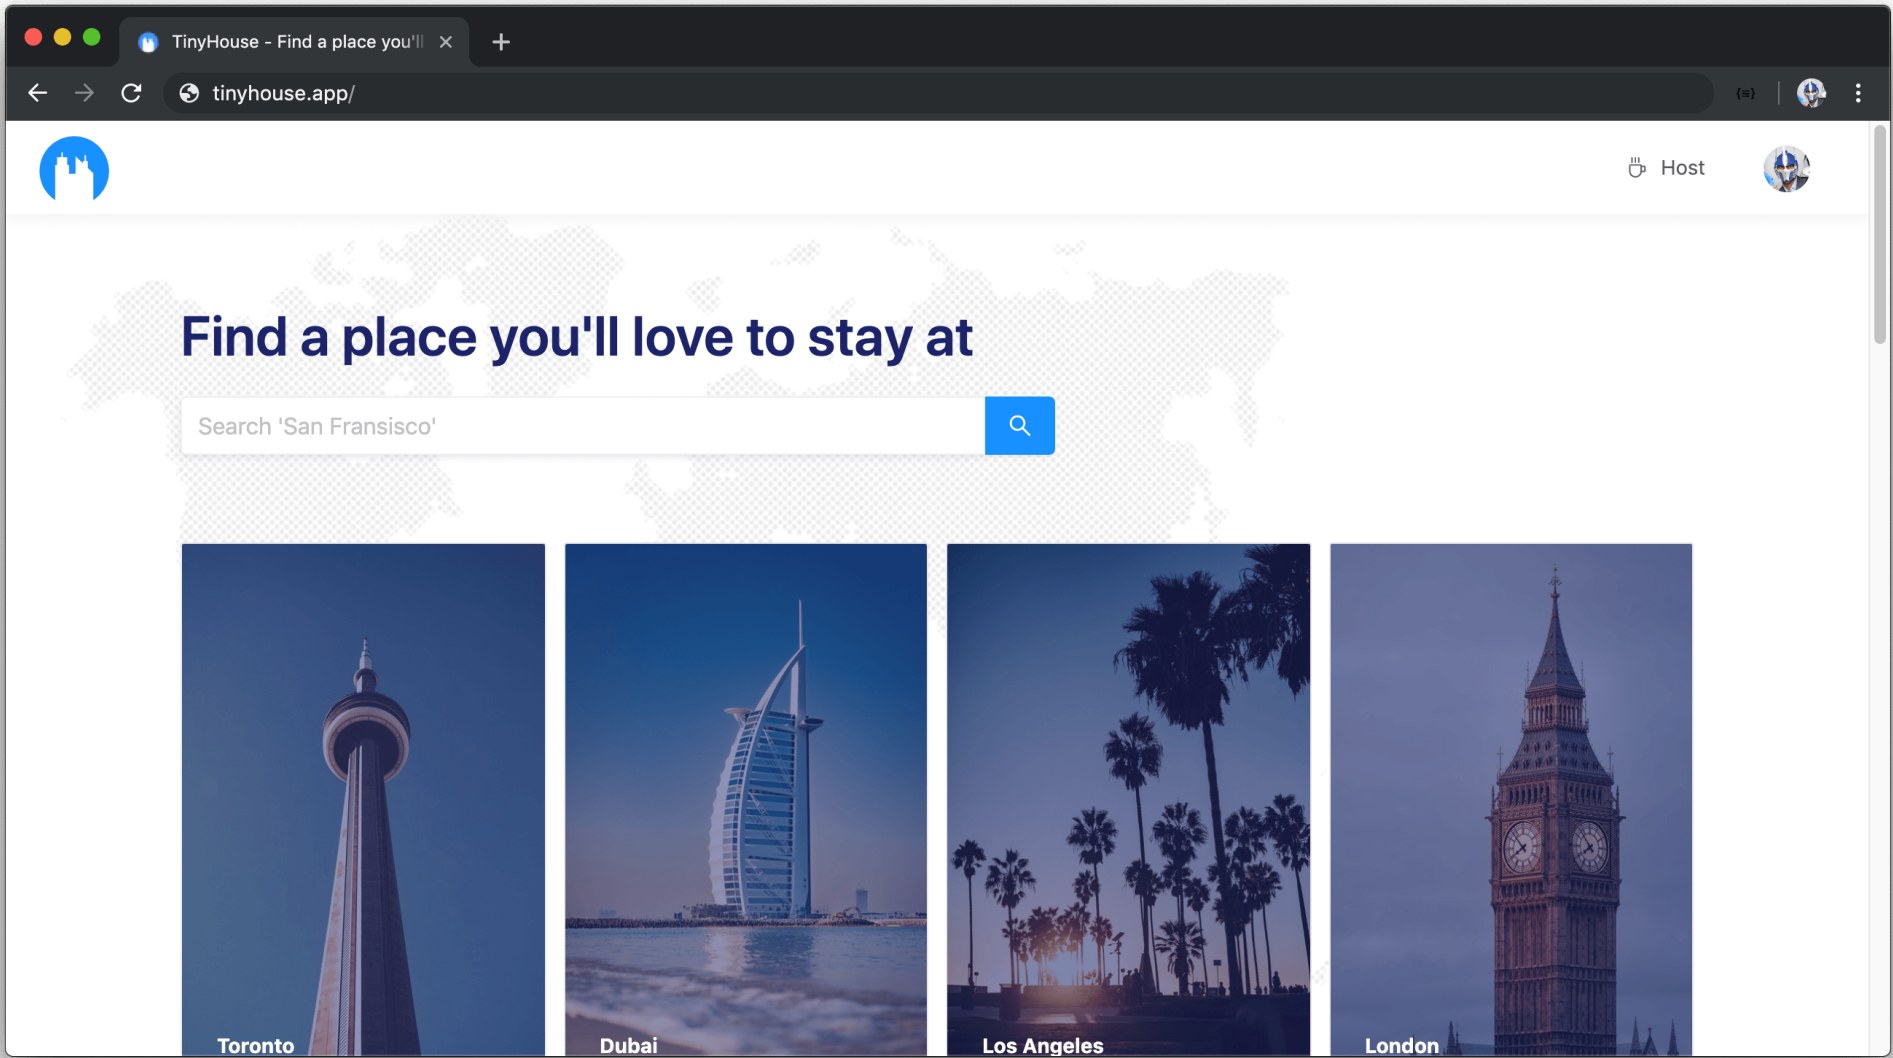 TinyHouse - Find a place you'll
tinyhouse.app/
Host
Find a place you'll love to stay at
Search 'San Fransisco'
Toronto
Dubai
Los Angeles
London